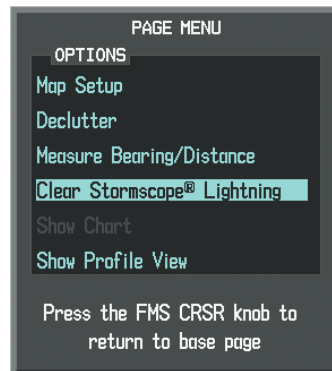 PAGE MENU
OPTIONS
Map Setup
Declutter
Measure Bearing/Distance
Clear Stormscope® Lightning
Show Chart
Show Profile View
Press the FMS CRSR knob to
return to base page